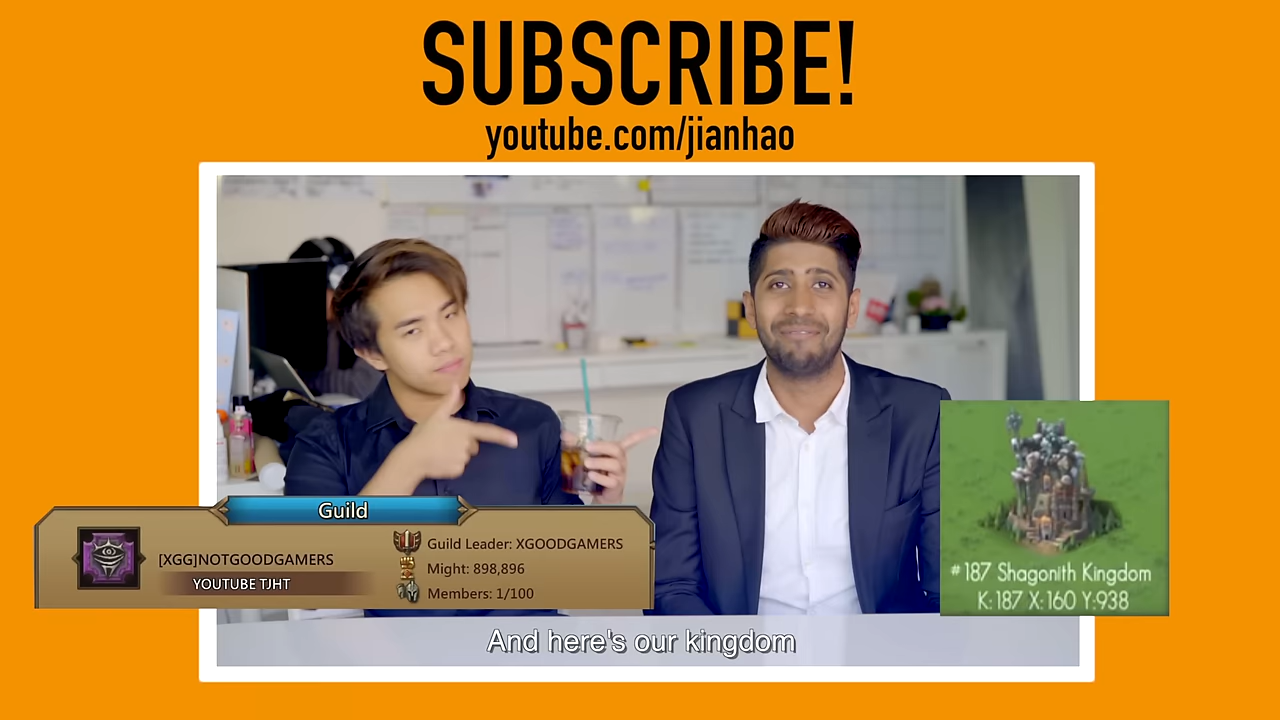 SUBSCRIBE!
youtube.com/jianhao
Guild
[XGG]NOTGOODGAMERS
YOUTUBE TJHT
Guild Leader: XGOODGAMERS
Might: 898,896
Members: 1/100
#187 Shagonith Kingdom
K:187 X:160 Y:938
And here's our kingdom